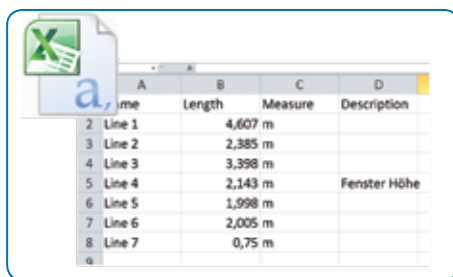 a,
A B C D
ame Length Measure Description
2 Line 1 4,607 m
3 Line 2 2,385 m
4 Line 3 3,398 m
5 Line 4 2,143 m Fenster Höhe
6 Line 5 1,998 m
7 Line 6 2,005 m
8 Line 7 0,75 m
9